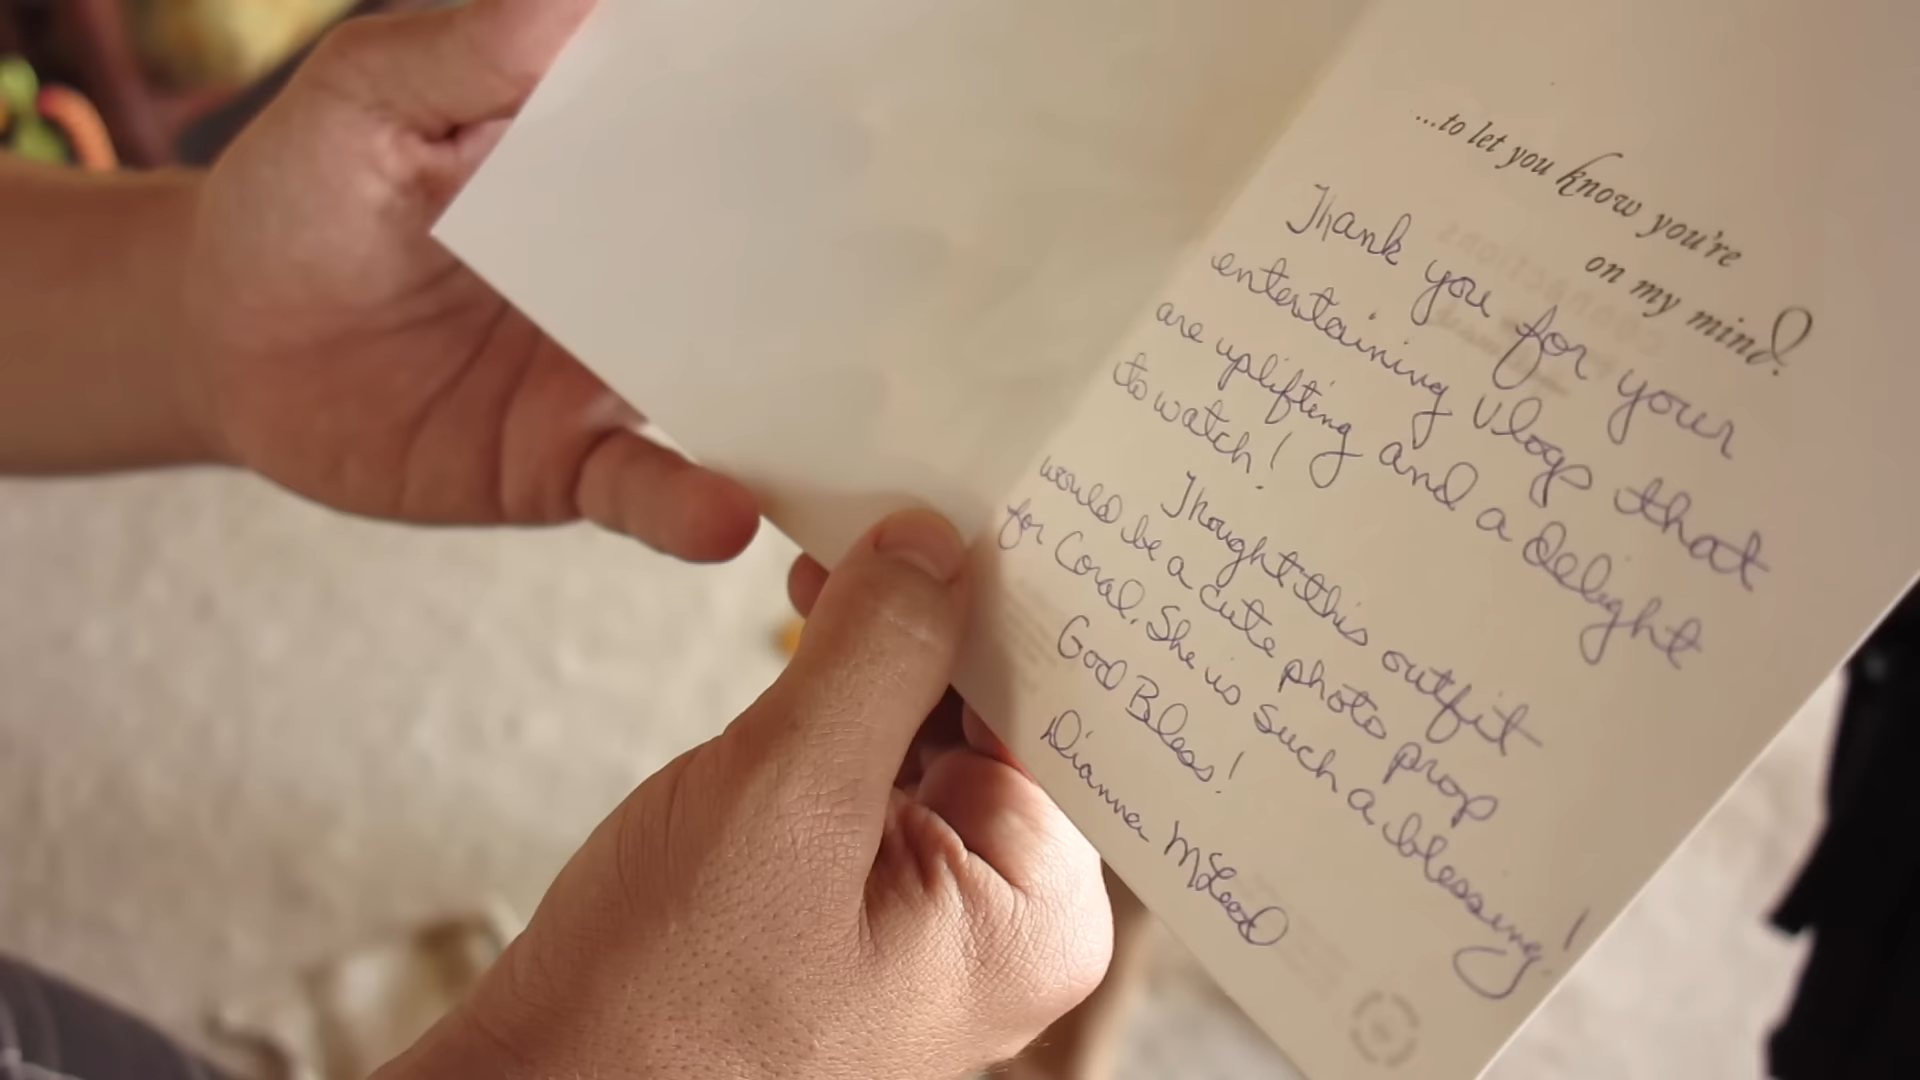 ...to let you know you're
on my mind.
Thank you for your
entertaining Vlogs that
are uplifting and a delight
to watch!
Thought this outfit
would be a cute photo prop
for Coral. She is such a blessing!
God Bless!
Dianna McLeod